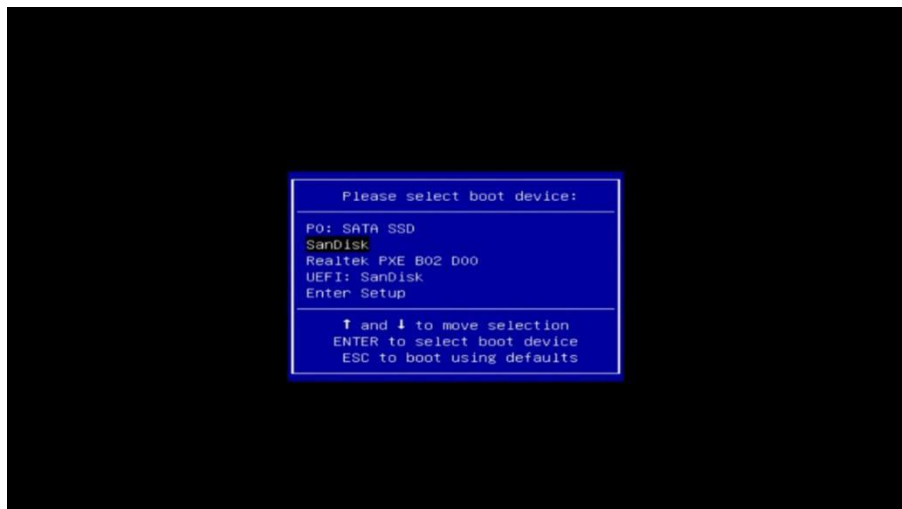 Please select boot device:
PO: SATA SSD
SanDisk
Realtek PXE B02 D00
UEFI: SanDisk
Enter Setup
↑ and ↓ to move selection
ENTER to select boot device
ESC to boot using defaults